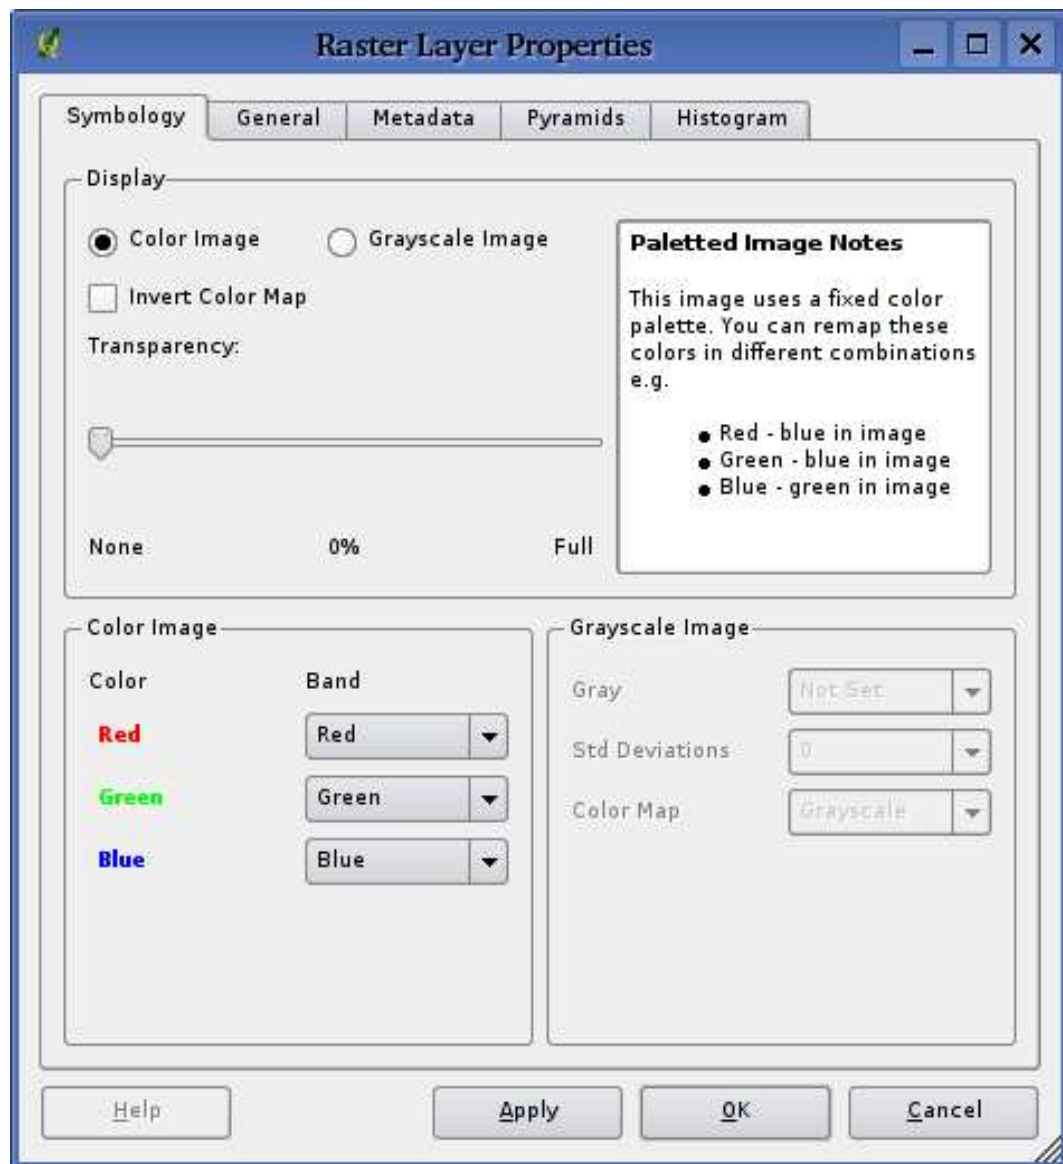 Raster Layer Properties
Symbology General Metadata Pyramids Histogram
Display
Color Image Grayscale Image
Invert Color Map
Transparency:
None 0% Full
Paletted Image Notes
This image uses a fixed color
palette. You can remap these
colors in different combinations
e.g.
● Red - blue in image
● Green - blue in image
● Blue - green in image
Color Image
Color Band
Red Red
Green Green
Blue Blue
Grayscale Image
Gray Not Set
Std Deviations 0
Color Map Grayscale
Help Apply OK Cancel